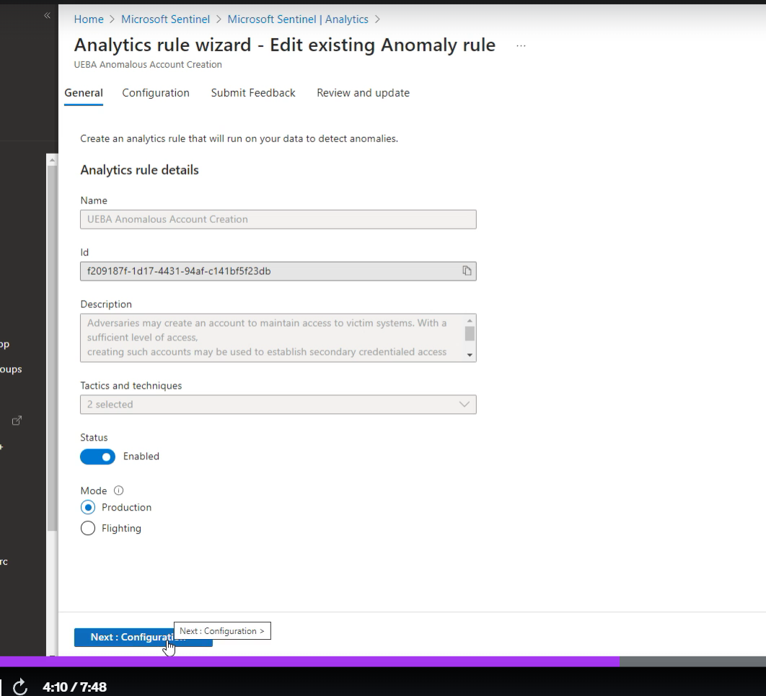 «
Home > Microsoft Sentinel > Microsoft Sentinel | Analytics >
Analytics rule wizard - Edit existing Anomaly rule ...
UEBA Anomalous Account Creation
General Configuration Submit Feedback Review and update
Create an analytics rule that will run on your data to detect anomalies.
Analytics rule details
Name
UEBA Anomalous Account Creation
Id
f209187f-1d17-4431-94af-c141bf5f23db
Description
Adversaries may create an account to maintain access to victim systems. With a
sufficient level of access,
creating such accounts may be used to establish secondary credentialed access
pp
oups
Tactics and techniques
2 selected
Status
Enabled
Mode
Production
Flighting
rc
Next : Configurati
Next : Configuration >
4:10 / 7:48